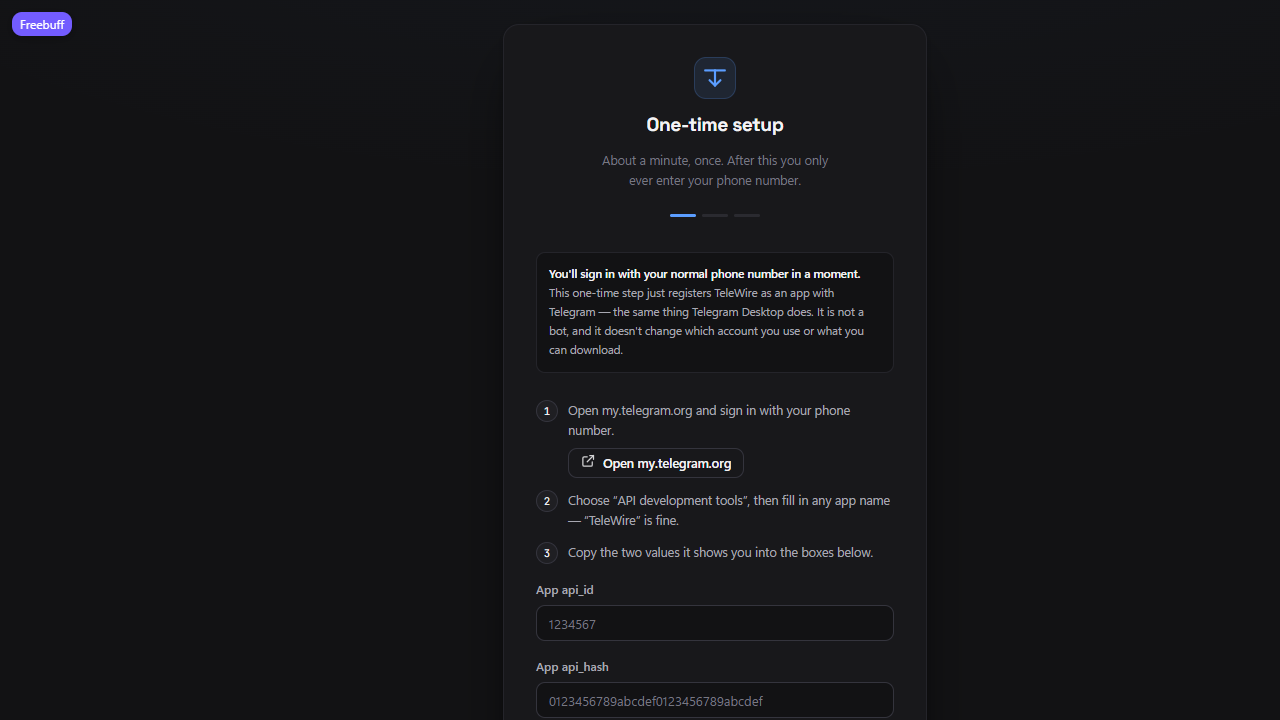 Freebuff
One-time setup
About a minute, once. After this you only
ever enter your phone number.
You'll sign in with your normal phone number in a moment.
This one-time step just registers TeleWire as an app with
Telegram — the same thing Telegram Desktop does. It is not a
bot, and it doesn't change which account you use or what you
can download.
1 Open my.telegram.org and sign in with your phone
number.
Open my.telegram.org
2 Choose “API development tools”, then fill in any app name
— “TeleWire” is fine.
3 Copy the two values it shows you into the boxes below.
App api_id
1234567
App api_hash
0123456789abcdef0123456789abcdef